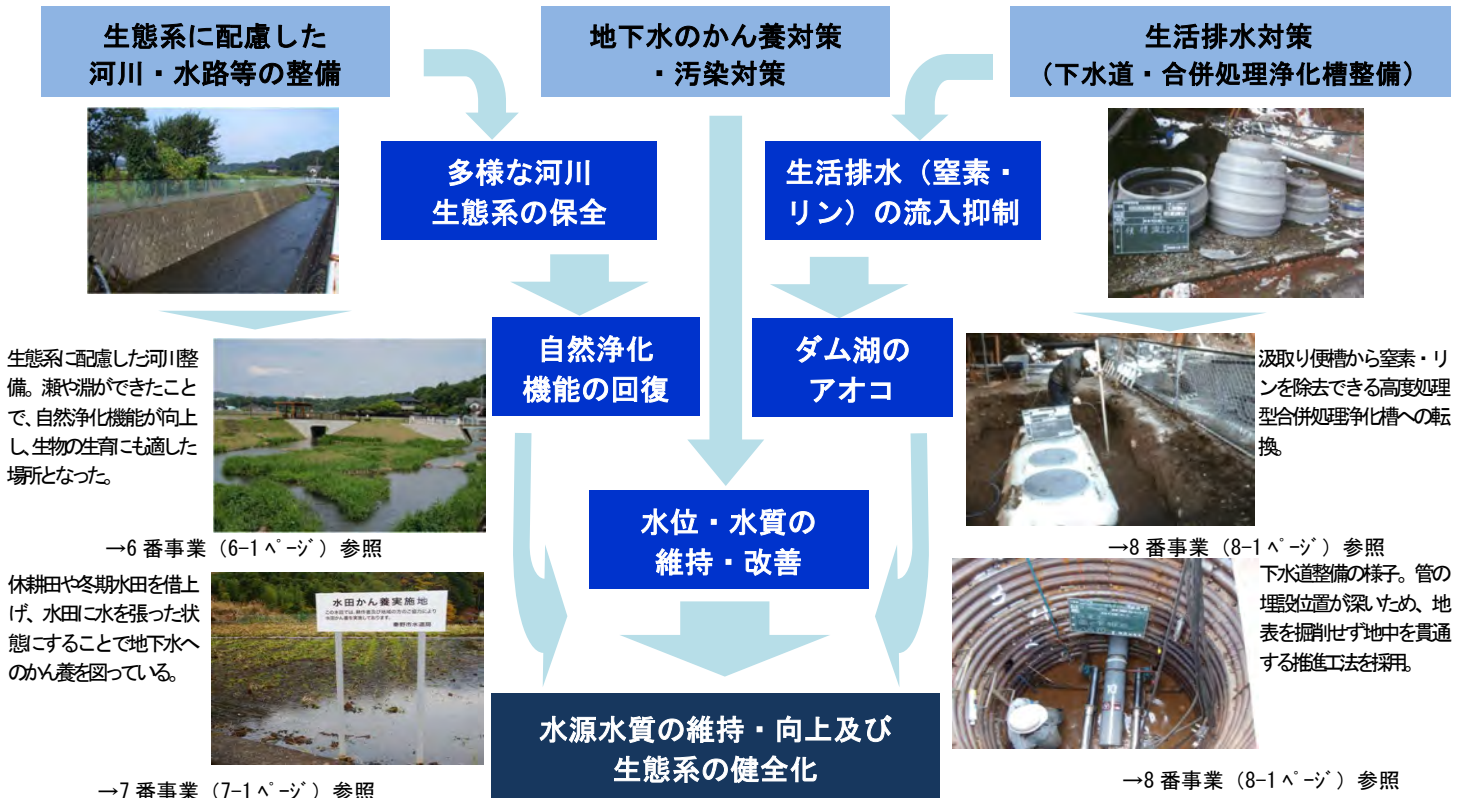 生態系に配慮した
河川・水路等の整備
地下水のかん養対策
・汚染対策
生活排水対策
（下水道・合併処理浄化槽整備）
多様な河川
生態系の保全
生活排水（窒素・
リン）の流入抑制
自然浄化
機能の回復
ダム湖の
アオコ
水位・水質の
維持・改善
水源水質の維持・向上及び
生態系の健全化
生態系に配慮した河川整
備。瀬や淵ができたこと
で、自然浄化機能が向上
し、生物の生育にも適した
場所となった。
→6 番事業（6-1 ﾍﾟｰｼﾞ）参照
休耕田や冬期水田を借上
げ、水田に水を張った状
態にすることで地下水へ
のかん養を図っている。
水田かん養実施地
秦野市水道局
→7 番事業（7-1 ﾍﾟｰｼﾞ）参照
汲取り便槽から窒素・リ
ンを除去できる高度処理
型合併処理浄化槽への転
換。
→8 番事業（8-1 ﾍﾟｰｼﾞ）参照
下水道整備の様子。管の
埋設位置が深いため、地
表を掘削せず地中を貫通
する推進工法を採用。
→8 番事業（8-1 ﾍﾟｰｼﾞ）参照